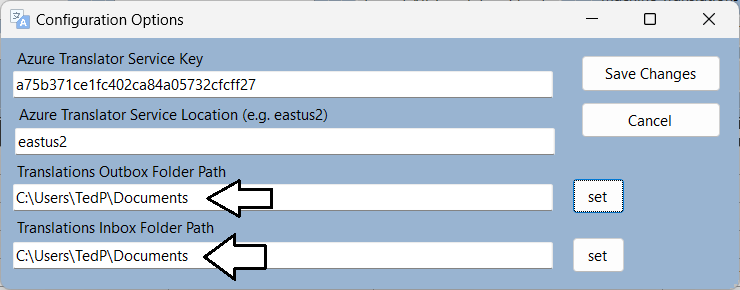 Configuration Options
Azure Translator Service Key
a75b371ce1fc402ca84a05732cfcff27
Save Changes
Azure Translator Service Location (e.g. eastus2)
Cancel
eastus2
Translations Outbox Folder Path
C:\Users\TedP\Documents
set
Translations Inbox Folder Path
C:\Users\TedP\Documents
set